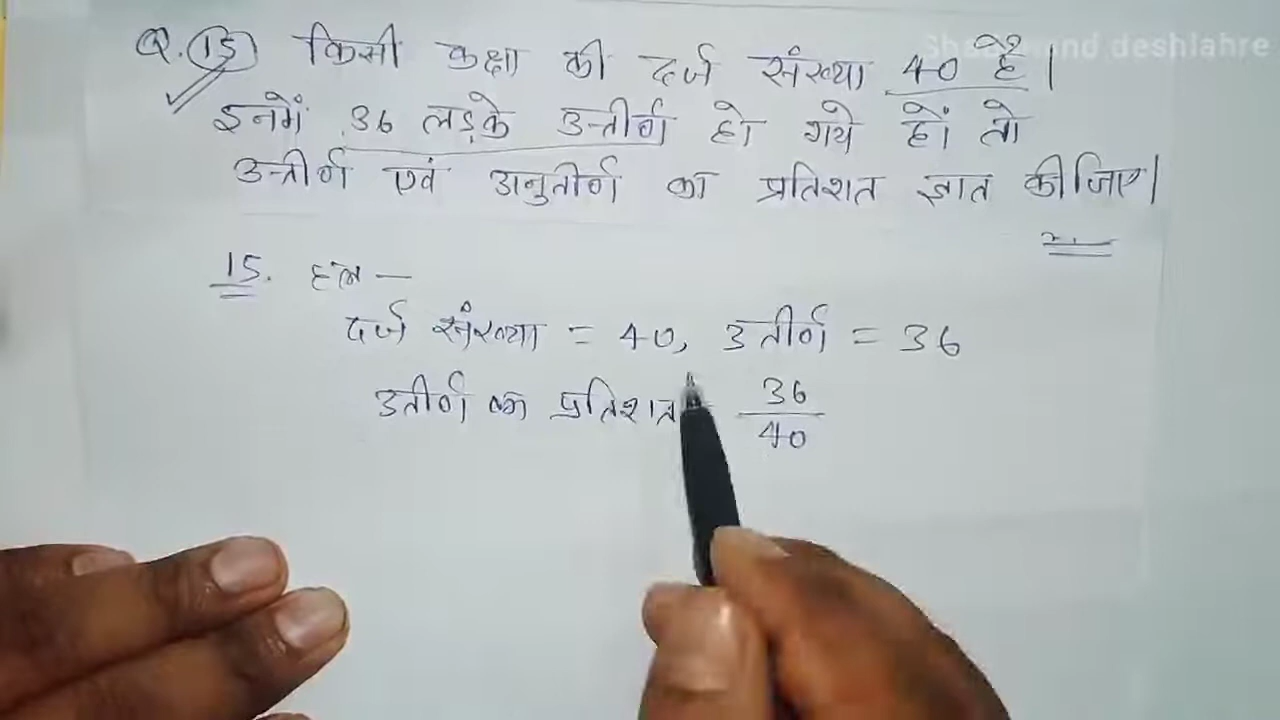 Q. (15) किसी कक्षा की दर्ज संख्या 40 है।
इनमें 36 लड़के उत्तीर्ण हो गये हों तो
उत्तीर्ण एवं अनुतीर्ण का प्रतिशत ज्ञात कीजिए।
15. हल —
दर्ज संख्या = 40, उत्तीर्ण = 36
उतीर्ण का प्रतिशत 36/40
deshlahre